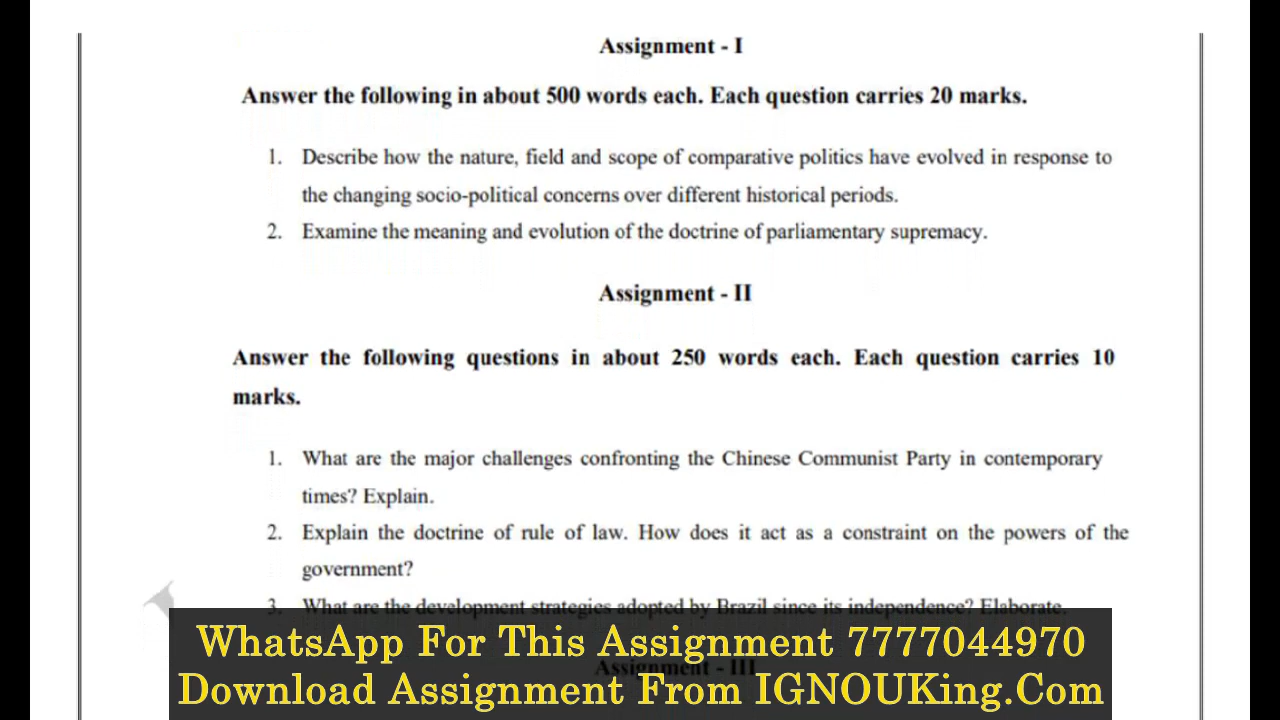 Assignment - I
Answer the following in about 500 words each. Each question carries 20 marks.
1. Describe how the nature, field and scope of comparative politics have evolved in response to
the changing socio-political concerns over different historical periods.
2. Examine the meaning and evolution of the doctrine of parliamentary supremacy.
Assignment - II
Answer the following questions in about 250 words each. Each question carries 10
marks.
1. What are the major challenges confronting the Chinese Communist Party in contemporary
times? Explain.
2. Explain the doctrine of rule of law. How does it act as a constraint on the powers of the
government?
3. What are the development strategies adopted by Brazil since its independence? Elaborate.
WhatsApp For This Assignment 7777044970
Assignment - III
Download Assignment From IGNOUKing.Com